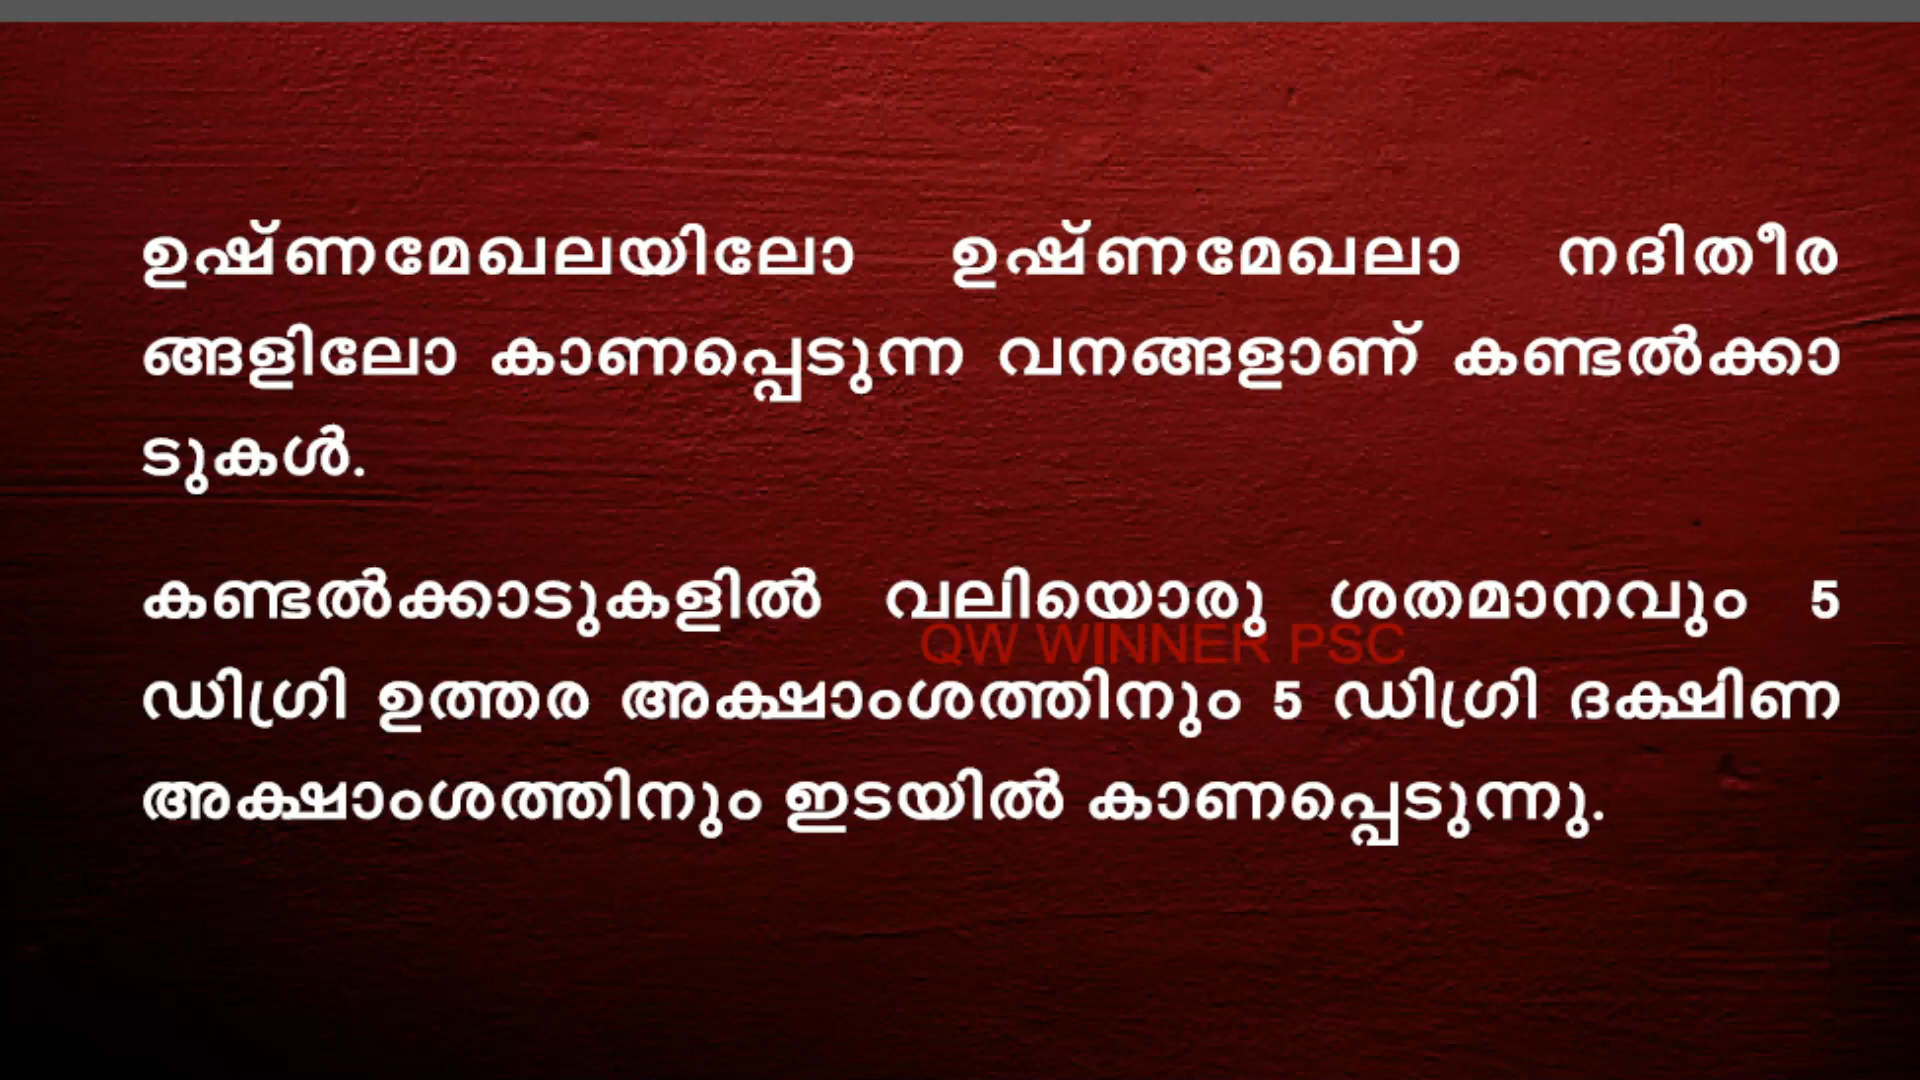 ഉഷ്ണമേഖലയിലോ ഉഷ്ണമേഖലാ നദിതീര
ങ്ങളിലോ കാണപ്പെടുന്ന വനങ്ങളാണ് കണ്ടൽക്കാ
ടുകൾ.
കണ്ടൽക്കാടുകളിൽ വലിയൊരു ശതമാനവും 5
QW WINNER PSC
ഡിഗ്രി ഉത്തര അക്ഷാംശത്തിനും 5 ഡിഗ്രി ദക്ഷിണ
അക്ഷാംശത്തിനും ഇടയിൽ കാണപ്പെടുന്നു.